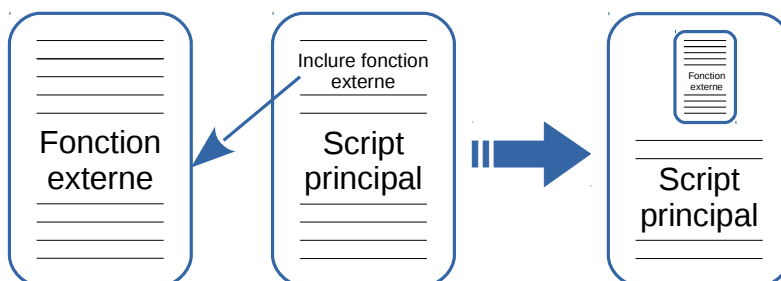 Fonction
externe
Inclure fonction
externe
Script
principal
Fonction
externe
Script
principal